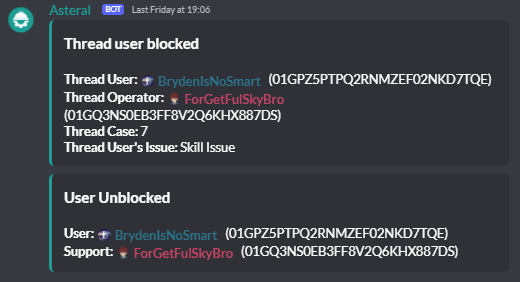 Asteral BOT Last Friday at 19:06
Thread user blocked
Thread User: BrydenIsNoSmart (01GPZ5PTPQ2RNMZEF02NKD7TQE)
Thread Operator: ForGetFulSkyBro
(01GQ3NS0EB3FF8V2Q6KHX887DS)
Thread Case: 7
Thread User's Issue: Skill Issue
User Unblocked
User: BrydenIsNoSmart (01GPZ5PTPQ2RNMZEF02NKD7TQE)
Support: ForGetFulSkyBro (01GQ3NS0EB3FF8V2Q6KHX887DS)